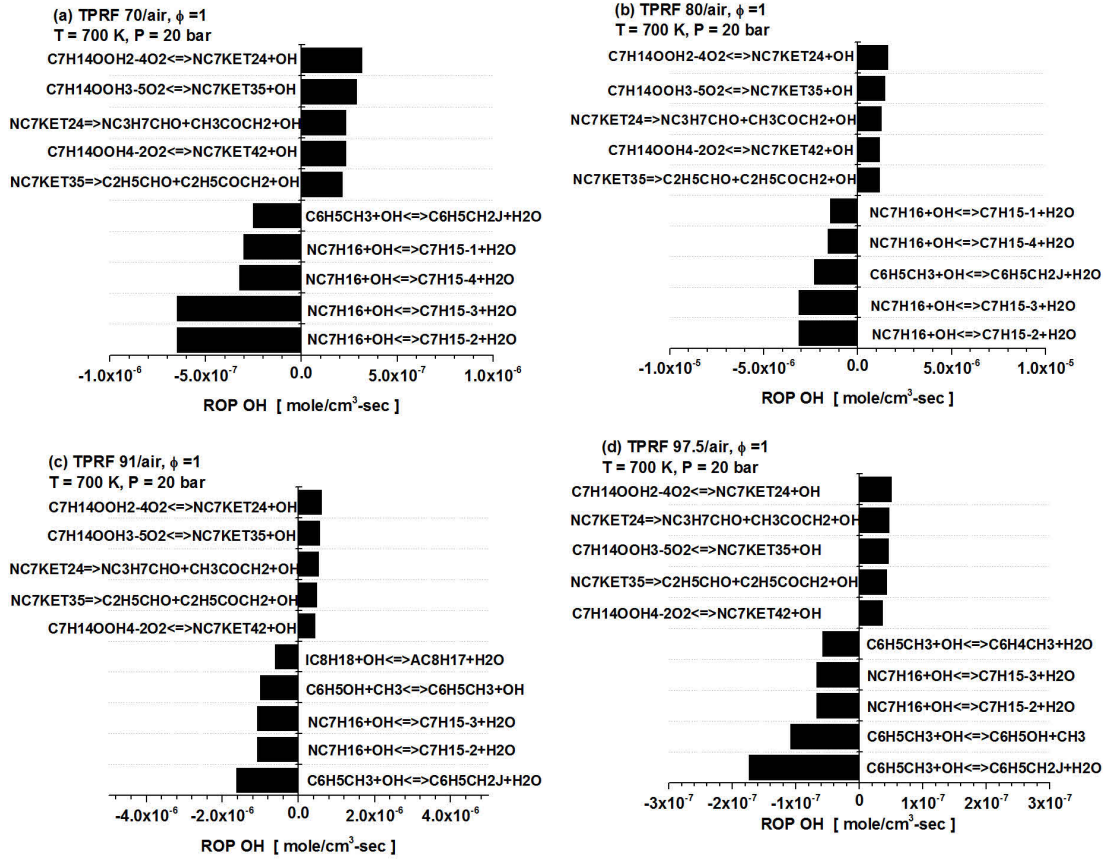 (a) TPRF 70/air, ϕ =1
T = 700 K, P = 20 bar
C7H14OOH2-4O2<=>NC7KET24+OH
C7H14OOH3-5O2<=>NC7KET35+OH
NC7KET24=>NC3H7CHO+CH3COCH2+OH
C7H14OOH4-2O2<=>NC7KET42+OH
NC7KET35=>C2H5CHO+C2H5COCH2+OH
C6H5CH3+OH<=>C6H5CH2J+H2O
NC7H16+OH<=>C7H15-1+H2O
NC7H16+OH<=>C7H15-4+H2O
NC7H16+OH<=>C7H15-3+H2O
NC7H16+OH<=>C7H15-2+H2O
-1.0x10⁻⁶ -5.0x10⁻⁷ 0.0 5.0x10⁻⁷ 1.0x10⁻⁶
ROP OH [ mole/cm³-sec ]
(b) TPRF 80/air, ϕ =1
T = 700 K, P = 20 bar
C7H14OOH2-4O2<=>NC7KET24+OH
C7H14OOH3-5O2<=>NC7KET35+OH
NC7KET24=>NC3H7CHO+CH3COCH2+OH
C7H14OOH4-2O2<=>NC7KET42+OH
NC7KET35=>C2H5CHO+C2H5COCH2+OH
NC7H16+OH<=>C7H15-1+H2O
NC7H16+OH<=>C7H15-4+H2O
C6H5CH3+OH<=>C6H5CH2J+H2O
NC7H16+OH<=>C7H15-3+H2O
NC7H16+OH<=>C7H15-2+H2O
-1.0x10⁻⁵ -5.0x10⁻⁶ 0.0 5.0x10⁻⁶ 1.0x10⁻⁵
ROP OH [ mole/cm³-sec ]
(c) TPRF 91/air, ϕ =1
T = 700 K, P = 20 bar
C7H14OOH2-4O2<=>NC7KET24+OH
C7H14OOH3-5O2<=>NC7KET35+OH
NC7KET24=>NC3H7CHO+CH3COCH2+OH
NC7KET35=>C2H5CHO+C2H5COCH2+OH
C7H14OOH4-2O2<=>NC7KET42+OH
IC8H18+OH<=>AC8H17+H2O
C6H5OH+CH3<=>C6H5CH3+OH
NC7H16+OH<=>C7H15-3+H2O
NC7H16+OH<=>C7H15-2+H2O
C6H5CH3+OH<=>C6H5CH2J+H2O
-4.0x10⁻⁶ -2.0x10⁻⁶ 0.0 2.0x10⁻⁶ 4.0x10⁻⁶
ROP OH [ mole/cm³-sec ]
(d) TPRF 97.5/air, ϕ =1
T = 700 K, P = 20 bar
C7H14OOH2-4O2<=>NC7KET24+OH
NC7KET24=>NC3H7CHO+CH3COCH2+OH
C7H14OOH3-5O2<=>NC7KET35+OH
NC7KET35=>C2H5CHO+C2H5COCH2+OH
C7H14OOH4-2O2<=>NC7KET42+OH
C6H5CH3+OH<=>C6H4CH3+H2O
NC7H16+OH<=>C7H15-3+H2O
NC7H16+OH<=>C7H15-2+H2O
C6H5CH3+OH<=>C6H5OH+CH3
C6H5CH3+OH<=>C6H5CH2J+H2O
-3x10⁻⁷ -2x10⁻⁷ -1x10⁻⁷ 0 1x10⁻⁷ 2x10⁻⁷ 3x10⁻⁷
ROP OH [ mole/cm³-sec ]